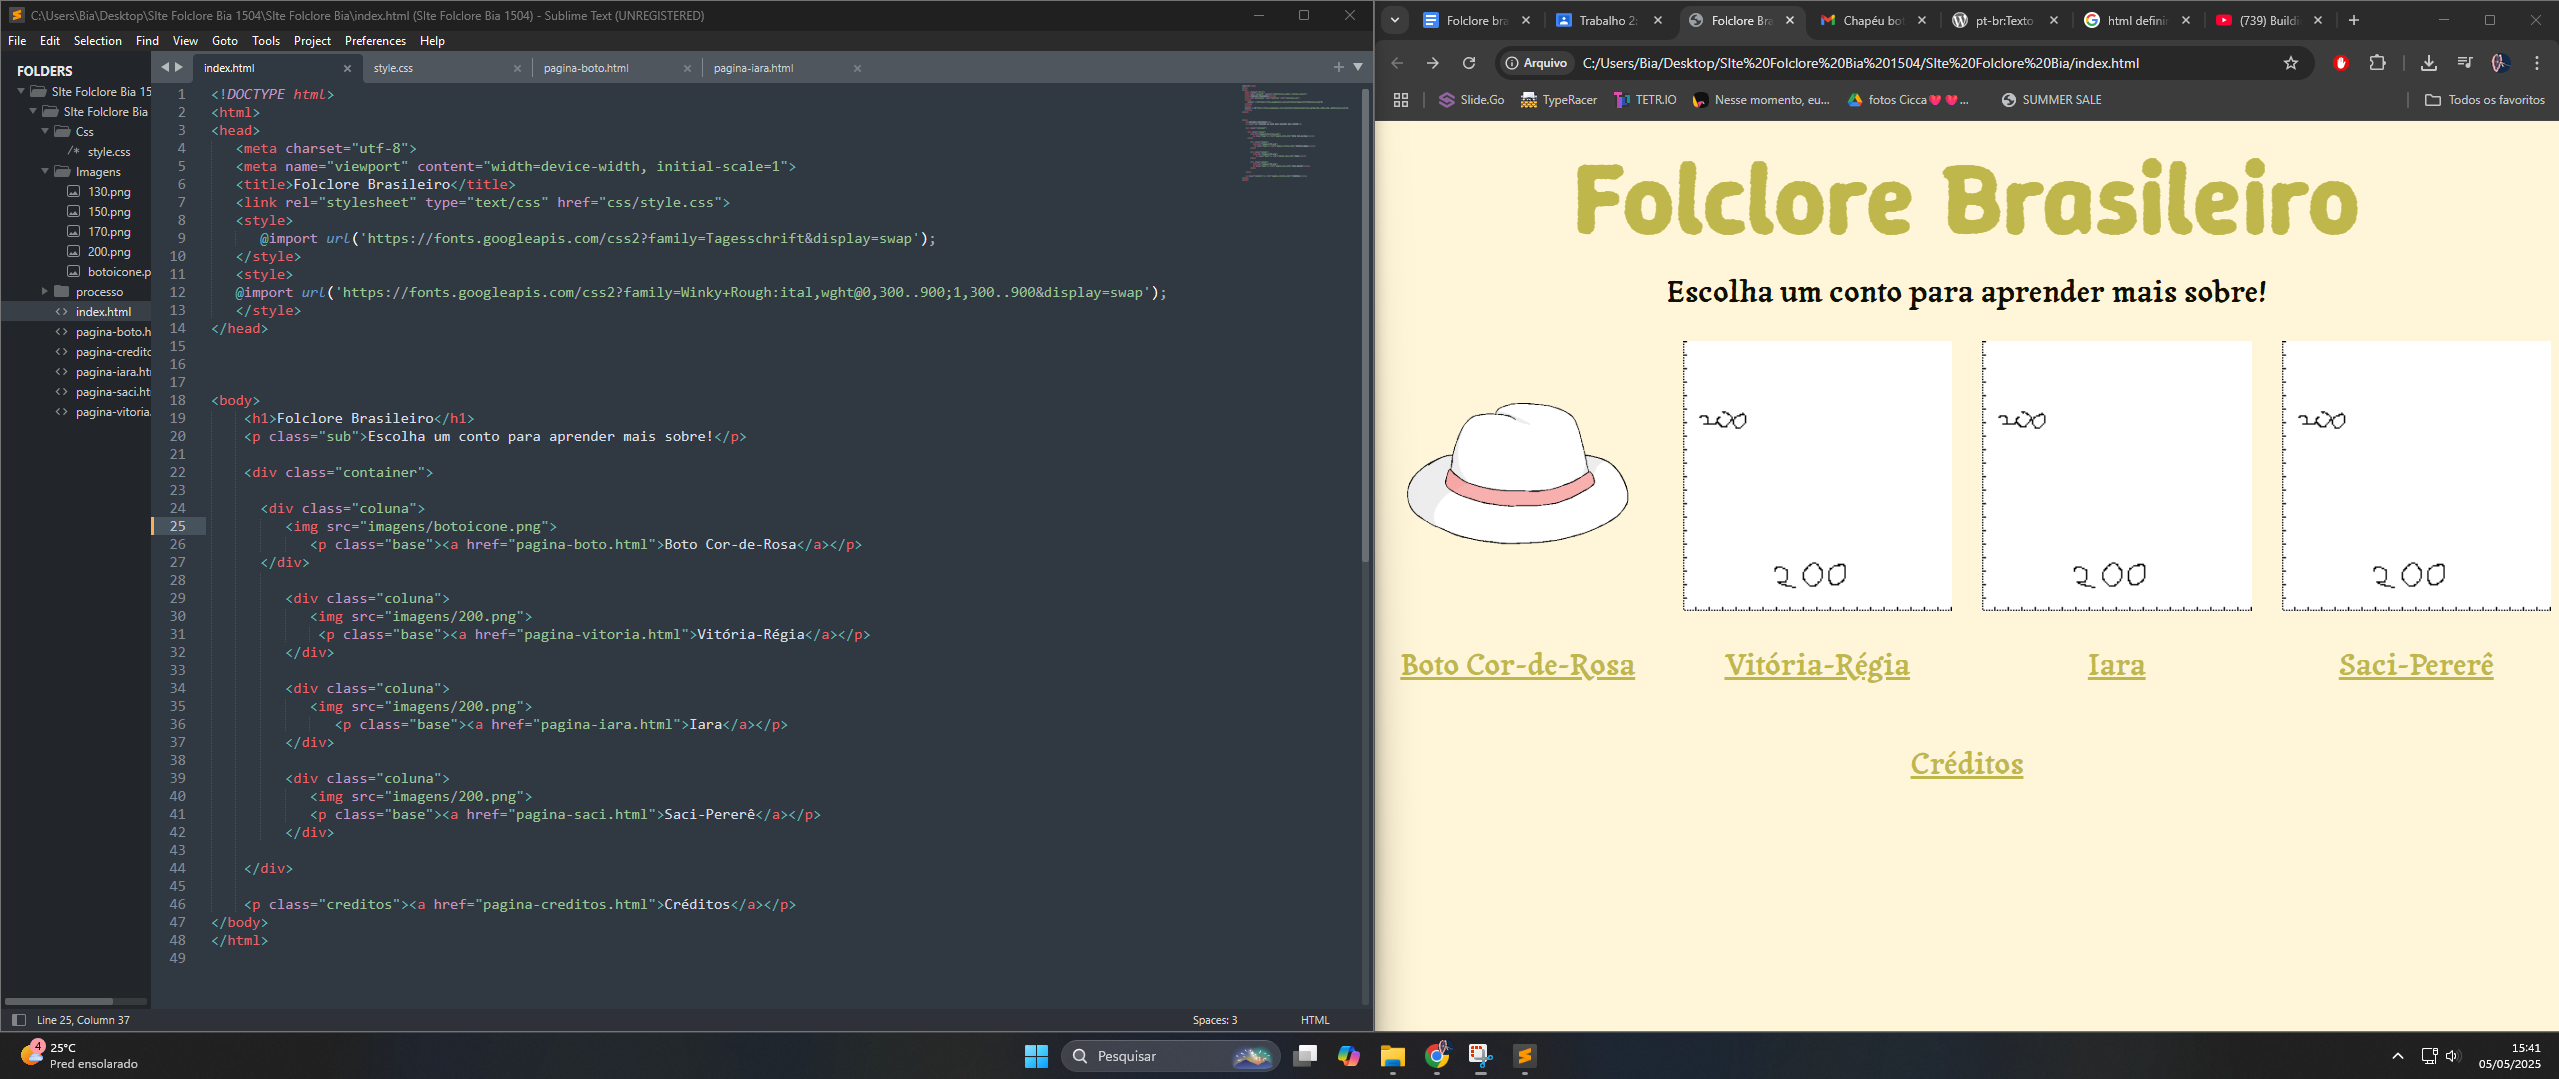 C:\Users\Bia\Desktop\SIte Folclore Bia 1504\SIte Folclore Bia\index.html (SIte Folclore Bia 1504) - Sublime Text (UNREGISTERED)
File Edit Selection Find View Goto Tools Project Preferences Help
FOLDERS
SIte Folclore Bia 15
SIte Folclore Bia
Css
/* style.css
Imagens
130.png
150.png
170.png
200.png
botoicone.p
processo
<> index.html
<> pagina-boto.h
<> pagina-credito
<> pagina-iara.htr
<> pagina-saci.ht
<> pagina-vitoria.
index.html style.css pagina-boto.html pagina-iara.html
1 <!DOCTYPE html>
2 <html>
3 <head>
4 <meta charset="utf-8">
5 <meta name="viewport" content="width=device-width, initial-scale=1">
6 <title>Folclore Brasileiro</title>
7 <link rel="stylesheet" type="text/css" href="css/style.css">
8 <style>
9 @import url('https://fonts.googleapis.com/css2?family=Tagesschrift&display=swap');
10 </style>
11 <style>
12 @import url('https://fonts.googleapis.com/css2?family=Winky+Rough:ital,wght@0,300..900;1,300..900&display=swap');
13 </style>
14 </head>
15
16
17
18 <body>
19 <h1>Folclore Brasileiro</h1>
20 <p class="sub">Escolha um conto para aprender mais sobre!</p>
21
22 <div class="container">
23
24 <div class="coluna">
25 <img src="imagens/botoicone.png">
26 <p class="base"><a href="pagina-boto.html">Boto Cor-de-Rosa</a></p>
27 </div>
28
29 <div class="coluna">
30 <img src="imagens/200.png">
31 <p class="base"><a href="pagina-vitoria.html">Vitória-Régia</a></p>
32 </div>
33
34 <div class="coluna">
35 <img src="imagens/200.png">
36 <p class="base"><a href="pagina-iara.html">Iara</a></p>
37 </div>
38
39 <div class="coluna">
40 <img src="imagens/200.png">
41 <p class="base"><a href="pagina-saci.html">Saci-Pererê</a></p>
42 </div>
43
44 </div>
45
46 <p class="creditos"><a href="pagina-creditos.html">Créditos</a></p>
47 </body>
48 </html>
49
Line 25, Column 37 Spaces: 3 HTML
Folclore bra Trabalho 2 Folclore Bra Chapéu bo pt-br:Texto html defini (739) Build
Arquivo C:/Users/Bia/Desktop/SIte%20Folclore%20Bia%201504/SIte%20Folclore%20Bia/index.html
Slide.Go TypeRacer TETR.IO Nesse momento, eu... fotos Cicca❤️❤️... SUMMER SALE Todos os favoritos
Folclore Brasileiro
Escolha um conto para aprender mais sobre!
200 200 200
200 200 200
Boto Cor-de-Rosa Vitória-Régia Iara Saci-Pererê
Créditos
4 25°C
Pred ensolarado
Pesquisar
15:41
05/05/2025